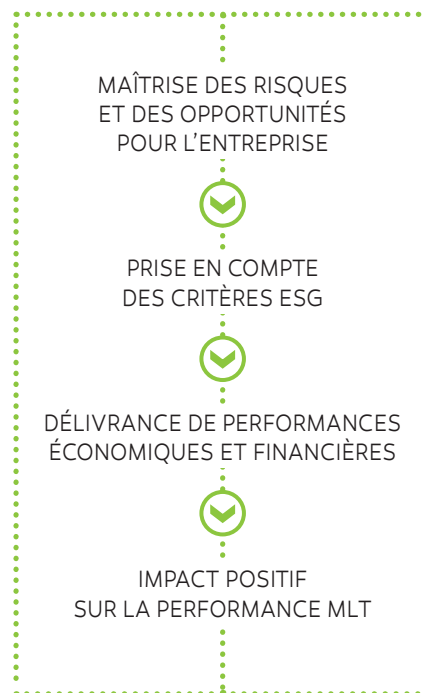 MAÎTRISE DES RISQUES
ET DES OPPORTUNITÉS
POUR L’ENTREPRISE
PRISE EN COMPTE
DES CRITÈRES ESG
DÉLIVRANCE DE PERFORMANCES
ÉCONOMIQUES ET FINANCIÈRES
IMPACT POSITIF
SUR LA PERFORMANCE MLT